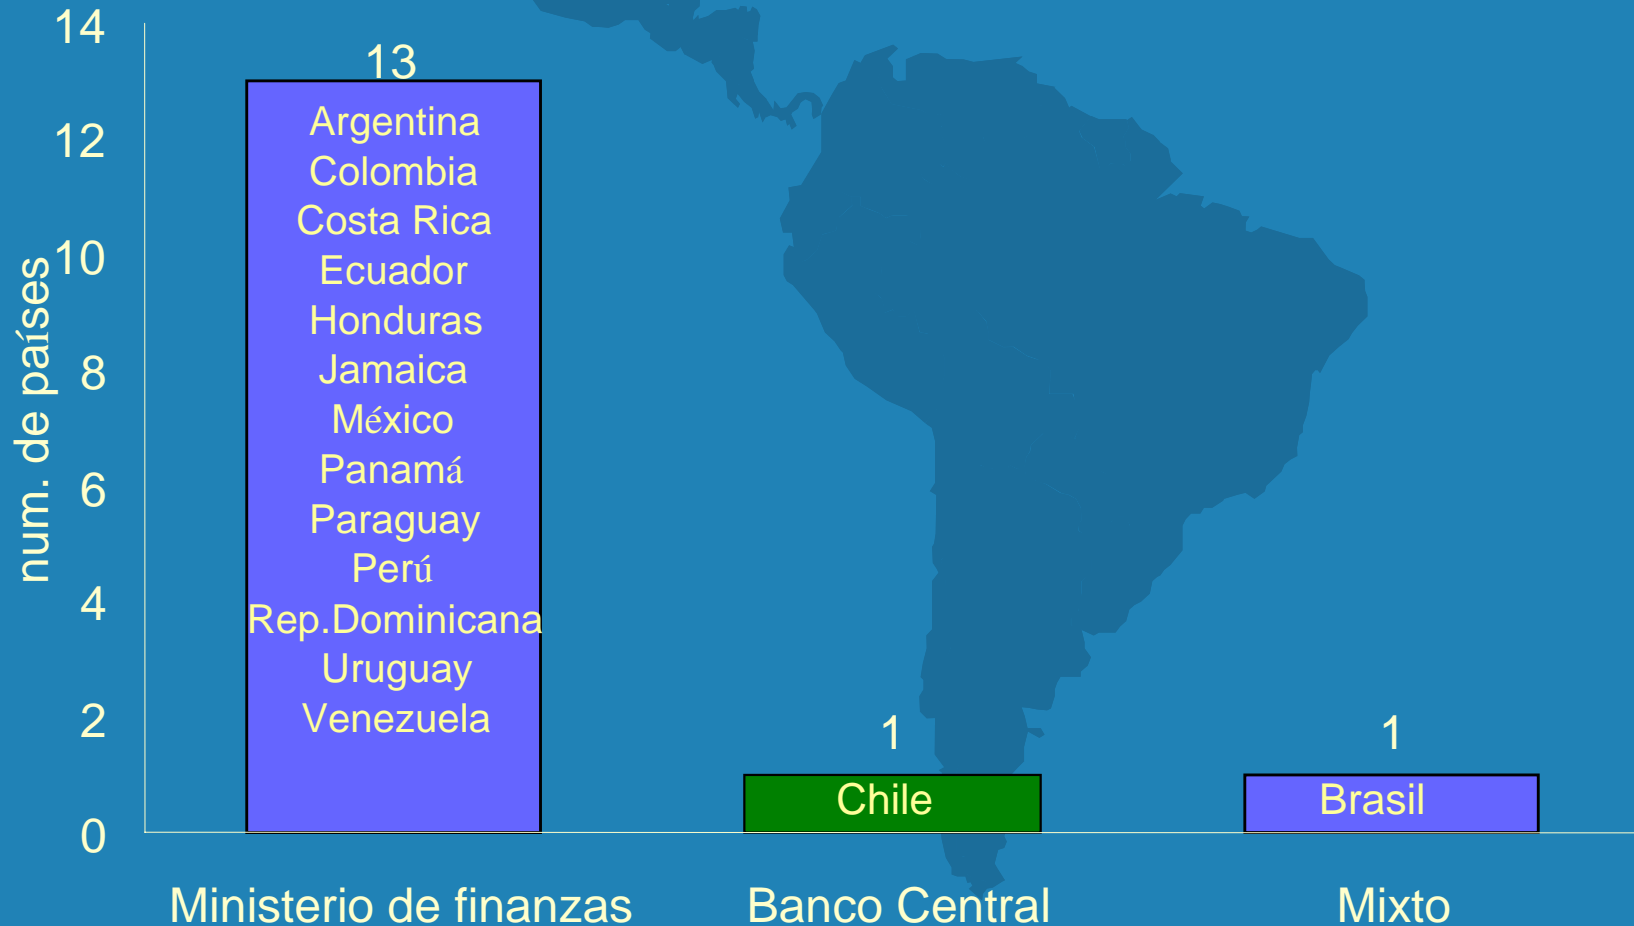 14
12
10
8
6
4
2
0
num. de países
13
Argentina
Colombia
Costa Rica
Ecuador
Honduras
Jamaica
México
Panamá
Paraguay
Perú
Rep.Dominicana
Uruguay
Venezuela
1
Chile
1
Brasil
Ministerio de finanzas
Banco Central
Mixto